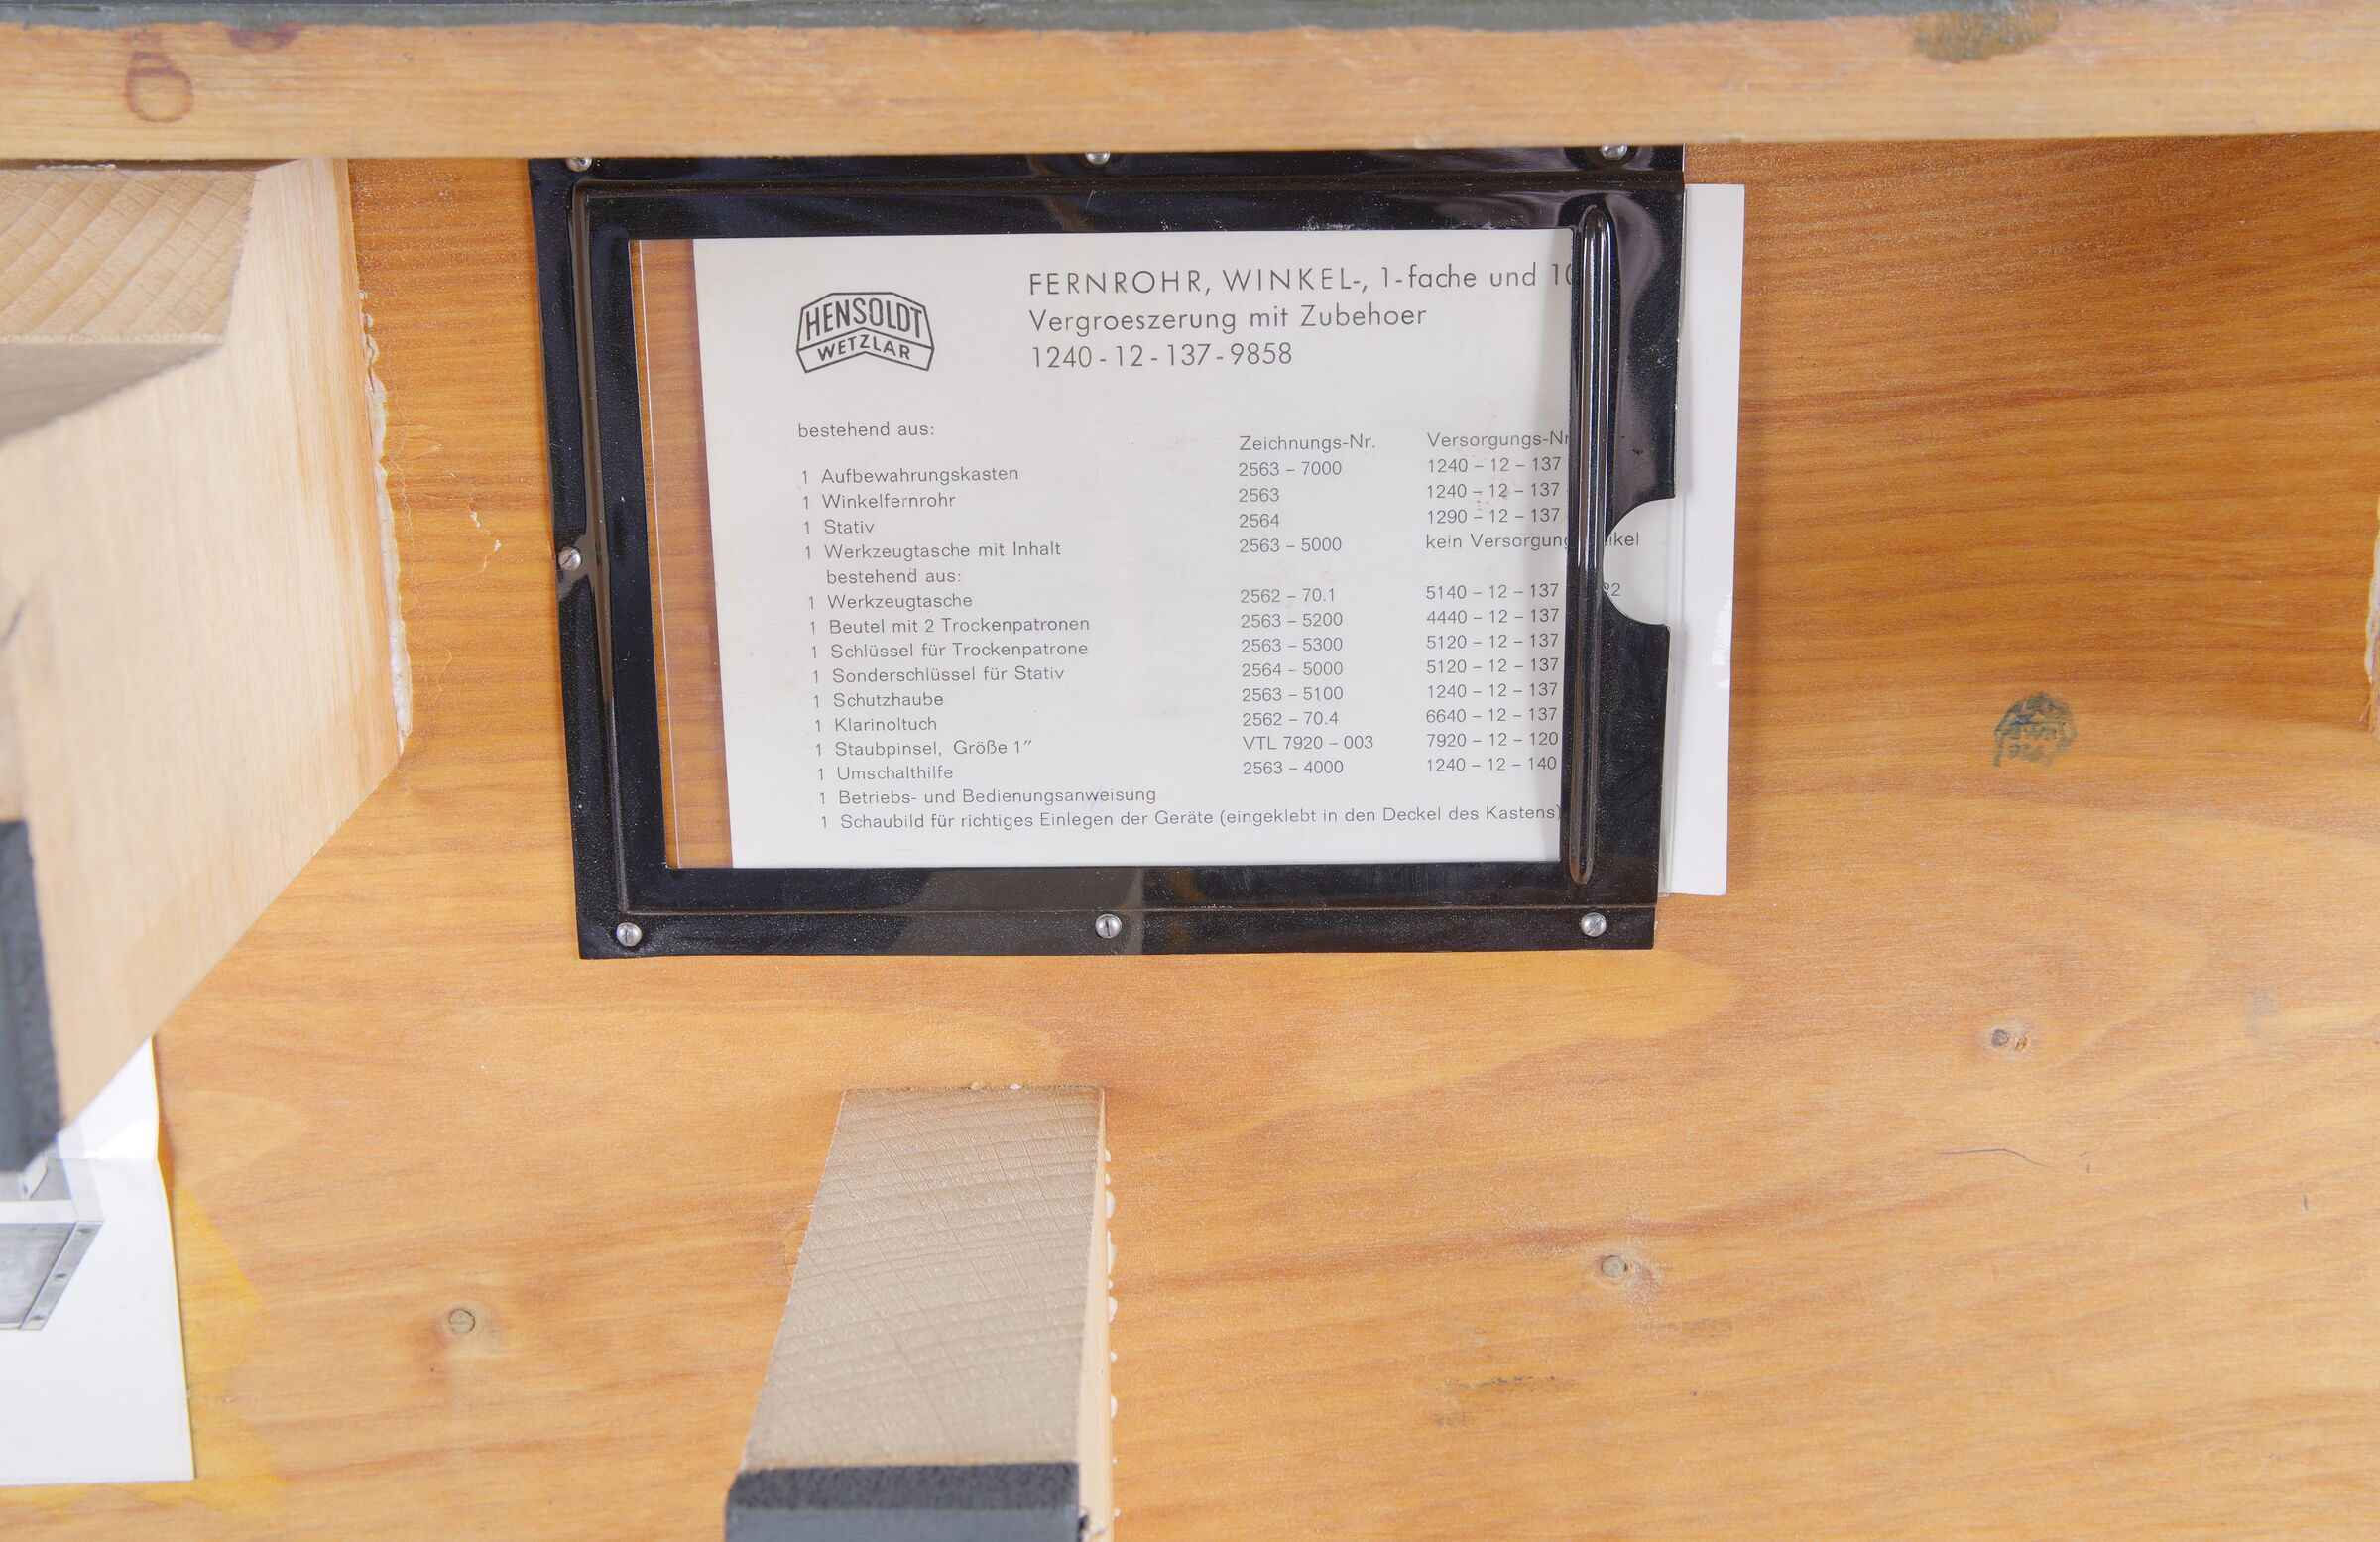 HENSOLDT
WETZLAR
FERNROHR, WINKEL-, 1-fache und 10
Vergroeszerung mit Zubehoer
1240-12-137-9858
bestehend aus:
Zeichnungs-Nr. Versorgungs-Nr
1 Aufbewahrungskasten 2563 – 7000 1240 – 12 – 137
1 Winkelfernrohr 2563 1240 – 12 – 137
1 Stativ 2564 1290 – 12 – 137
1 Werkzeugtasche mit Inhalt 2563 – 5000 kein Versorgung ikel
bestehend aus:
1 Werkzeugtasche 2562 – 70.1 5140 – 12 – 137 22
1 Beutel mit 2 Trockenpatronen 2563 – 5200 4440 – 12 – 137
1 Schlüssel für Trockenpatrone 2563 – 5300 5120 – 12 – 137
1 Sonderschlüssel für Stativ 2564 – 5000 5120 – 12 – 137
1 Schutzhaube 2563 – 5100 1240 – 12 – 137
1 Klarinoltuch 2562 – 70.4 6640 – 12 – 137
1 Staubpinsel, Größe 1″ VTL 7920 – 003 7920 – 12 – 120
1 Umschalthilfe 2563 – 4000 1240 – 12 – 140
1 Betriebs- und Bedienungsanweisung
1 Schaubild für richtiges Einlegen der Geräte (eingeklebt in den Deckel des Kastens)